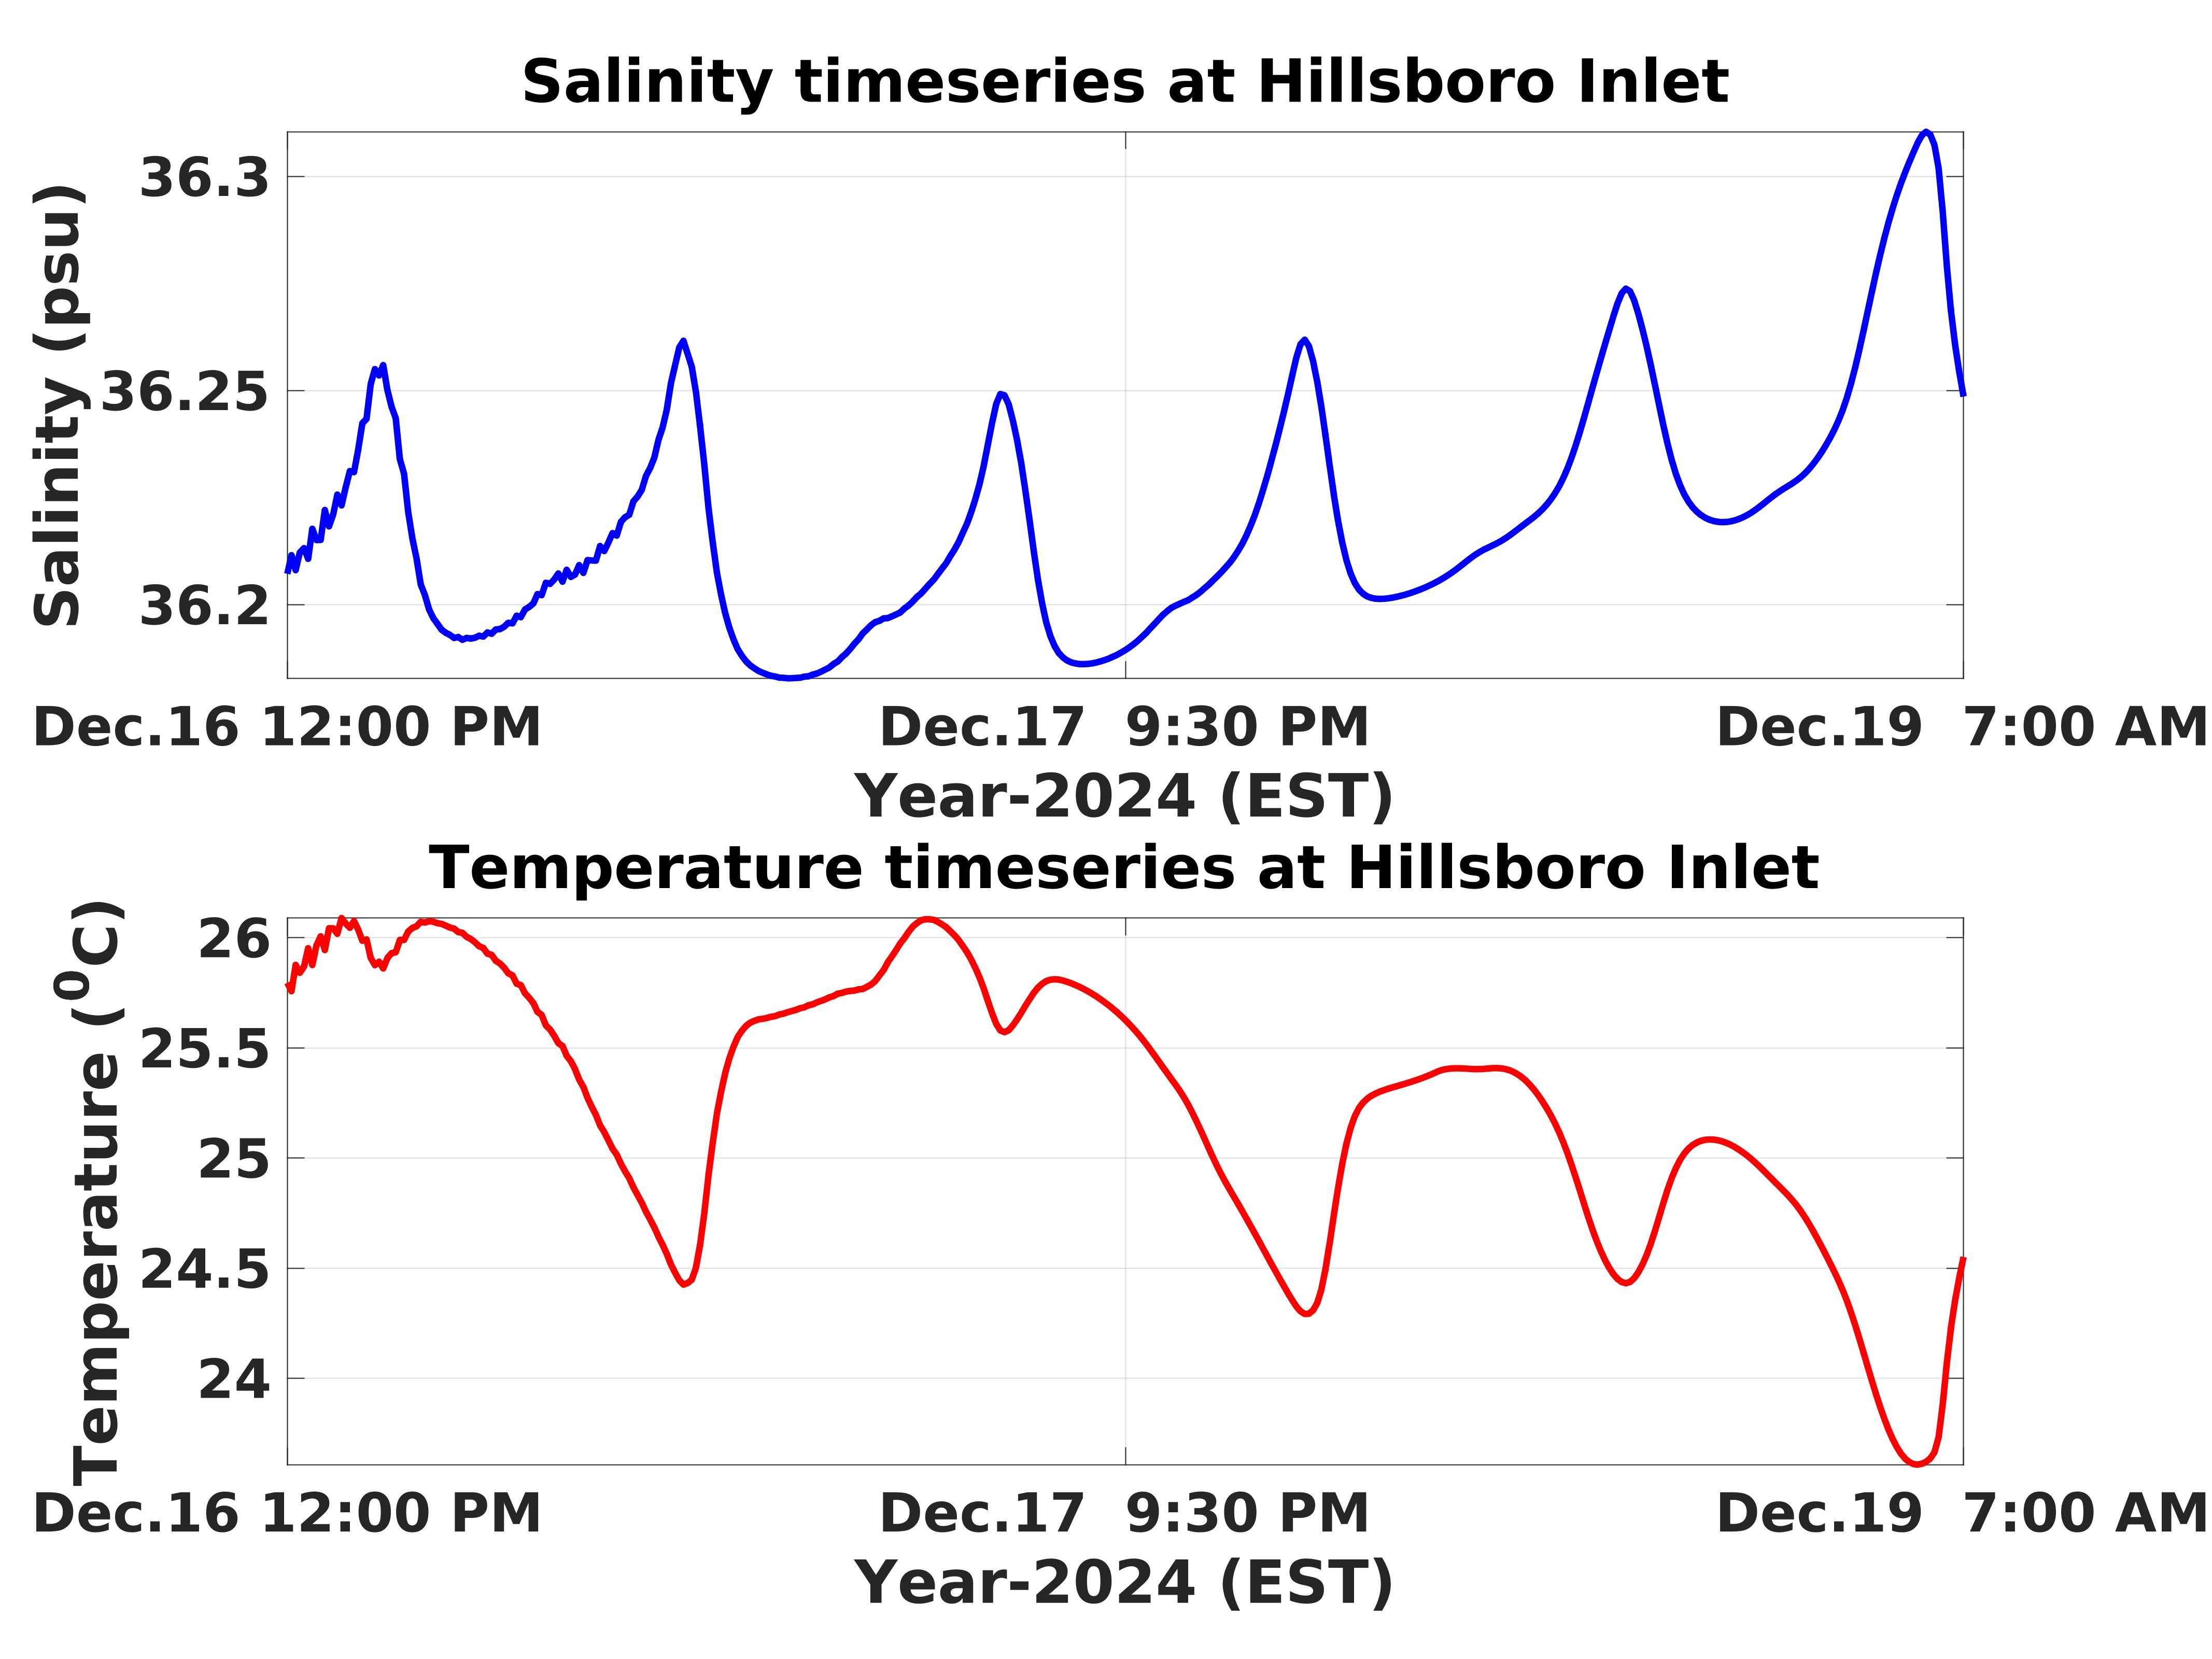 Salinity timeseries at Hillsboro Inlet
Salinity (psu)
36.3
36.25
36.2
Dec.16 12:00 PM Dec.17 9:30 PM Dec.19 7:00 AM
Year-2024 (EST)
Temperature timeseries at Hillsboro Inlet
Temperature (⁰C)
26
25.5
25
24.5
24
Dec.16 12:00 PM Dec.17 9:30 PM Dec.19 7:00 AM
Year-2024 (EST)